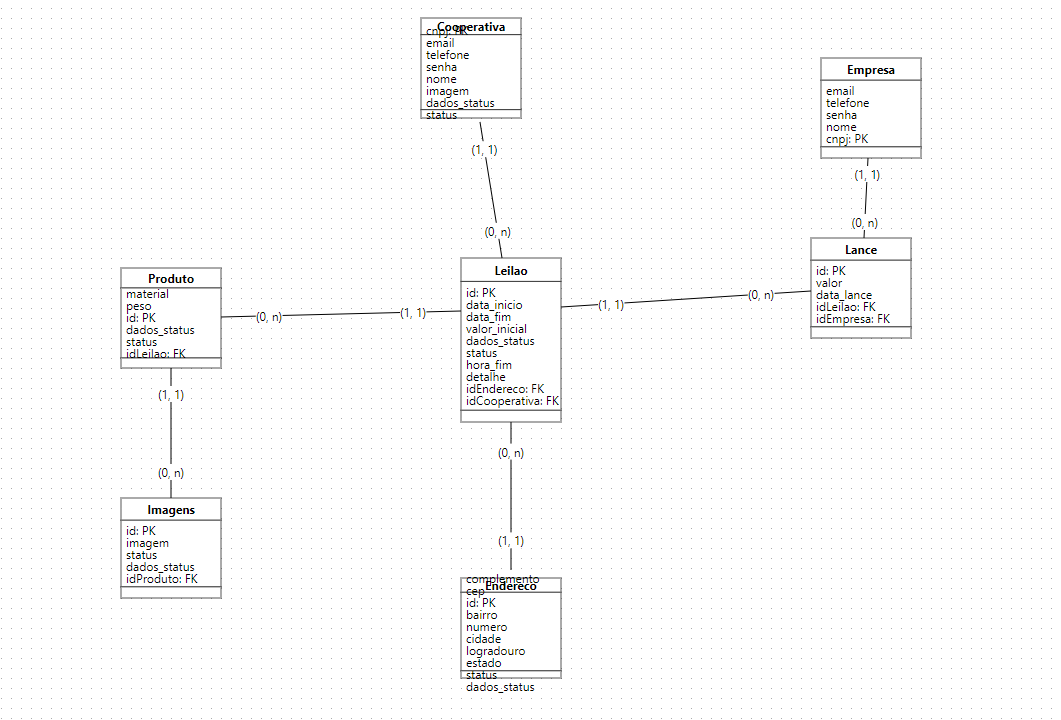 Cooperativa
cnpj: PK
email
telefone
senha
nome
imagem
dados_status
status
(1, 1)
(0, n)
Empresa
email
telefone
senha
nome
cnpj: PK
(1, 1)
(0, n)
Lance
id: PK
valor
data_lance
idLeilao: FK
idEmpresa: FK
Leilao
id: PK
data_inicio
data_fim
valor_inicial
dados_status
status
hora_fim
detalhe
idEndereco: FK
idCooperativa: FK
(1, 1)
(0, n)
Produto
material
peso
id: PK
dados_status
status
idLeilao: FK
(0, n)
(1, 1)
(1, 1)
(0, n)
Imagens
id: PK
imagem
status
dados_status
idProduto: FK
(0, n)
(1, 1)
Endereco
complemento
cep
id: PK
bairro
numero
cidade
logradouro
estado
status
dados_status